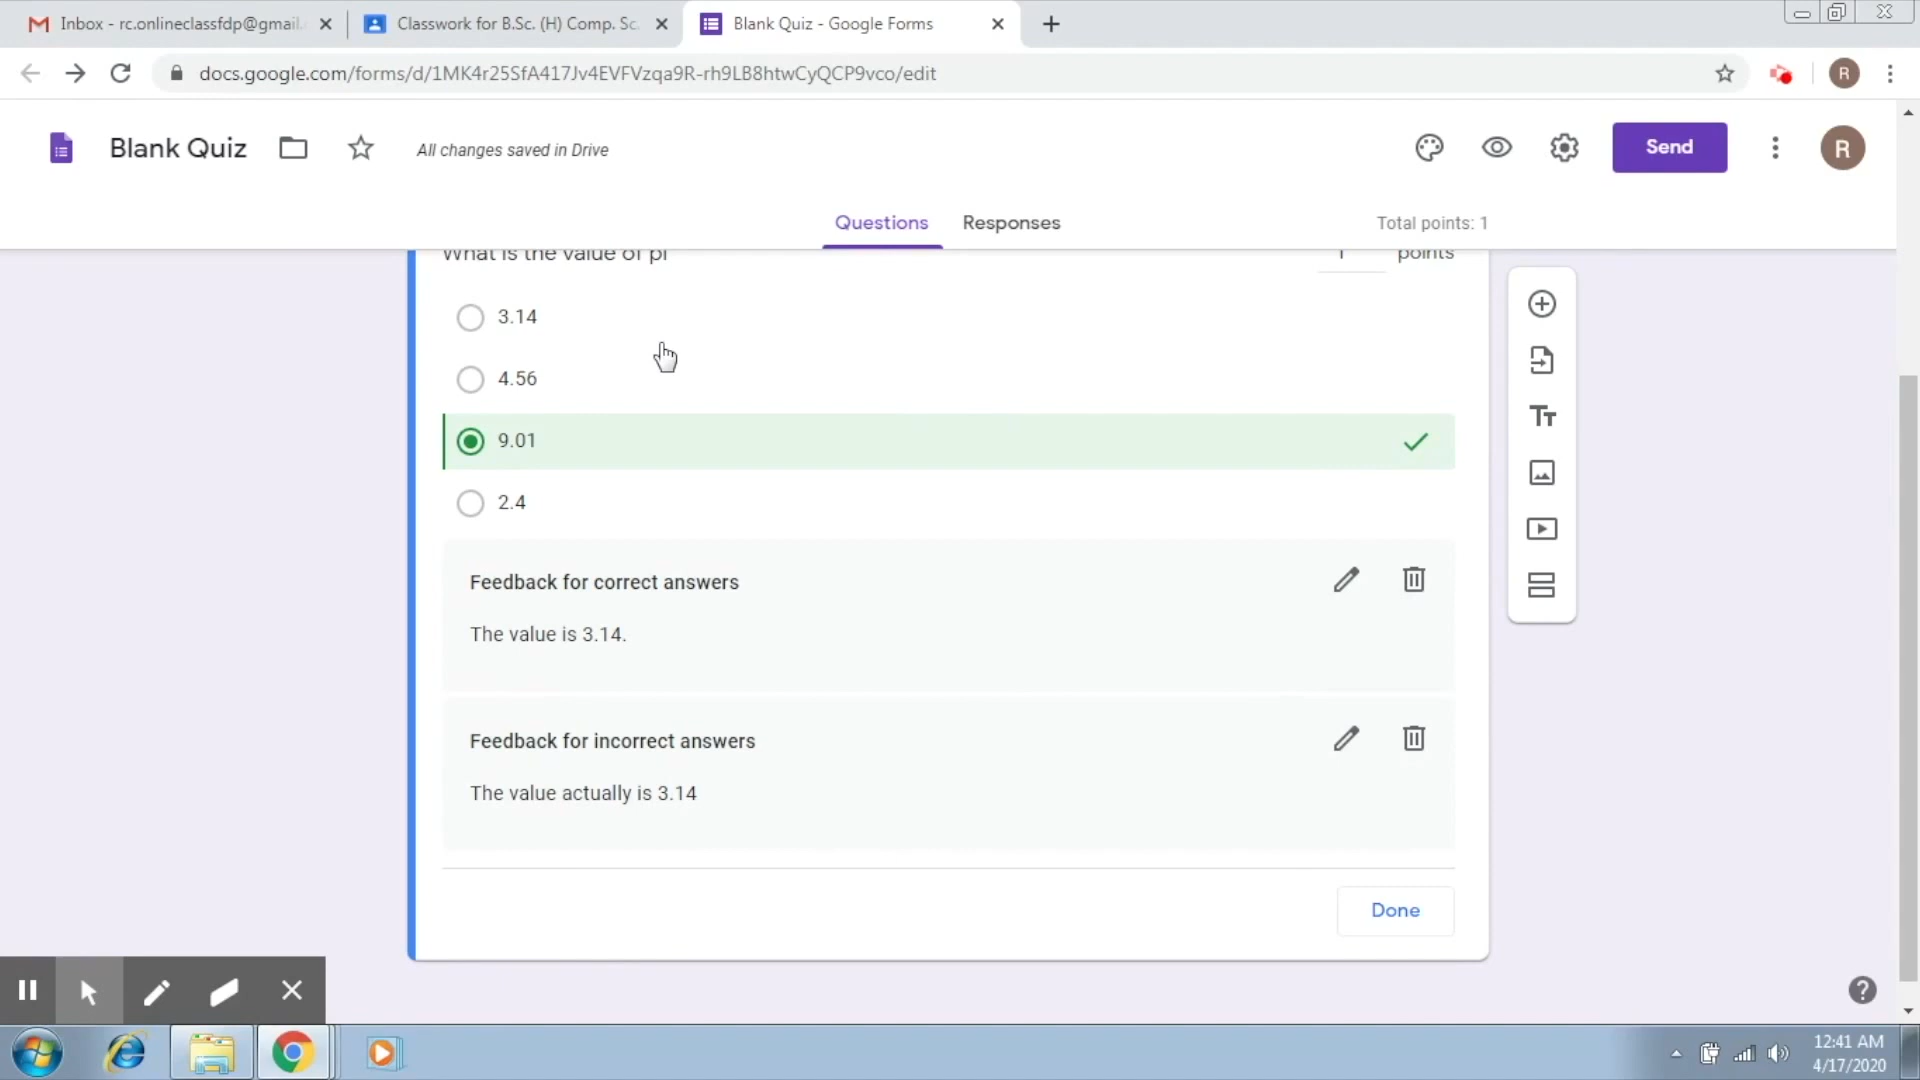 Inbox - rc.onlineclassfdp@gmail.
Classwork for B.Sc. (H) Comp. Sc.
Blank Quiz - Google Forms
docs.google.com/forms/d/1MK4r25SfA417Jv4EVFVzqa9R-rh9LB8htwCyQCP9vco/edit
R
Blank Quiz
All changes saved in Drive
Send
R
Questions
Responses
Total points: 1
What is the value of pi
1
points
3.14
4.56
9.01
2.4
Feedback for correct answers
The value is 3.14.
Feedback for incorrect answers
The value actually is 3.14
Done
12:41 AM
4/17/2020